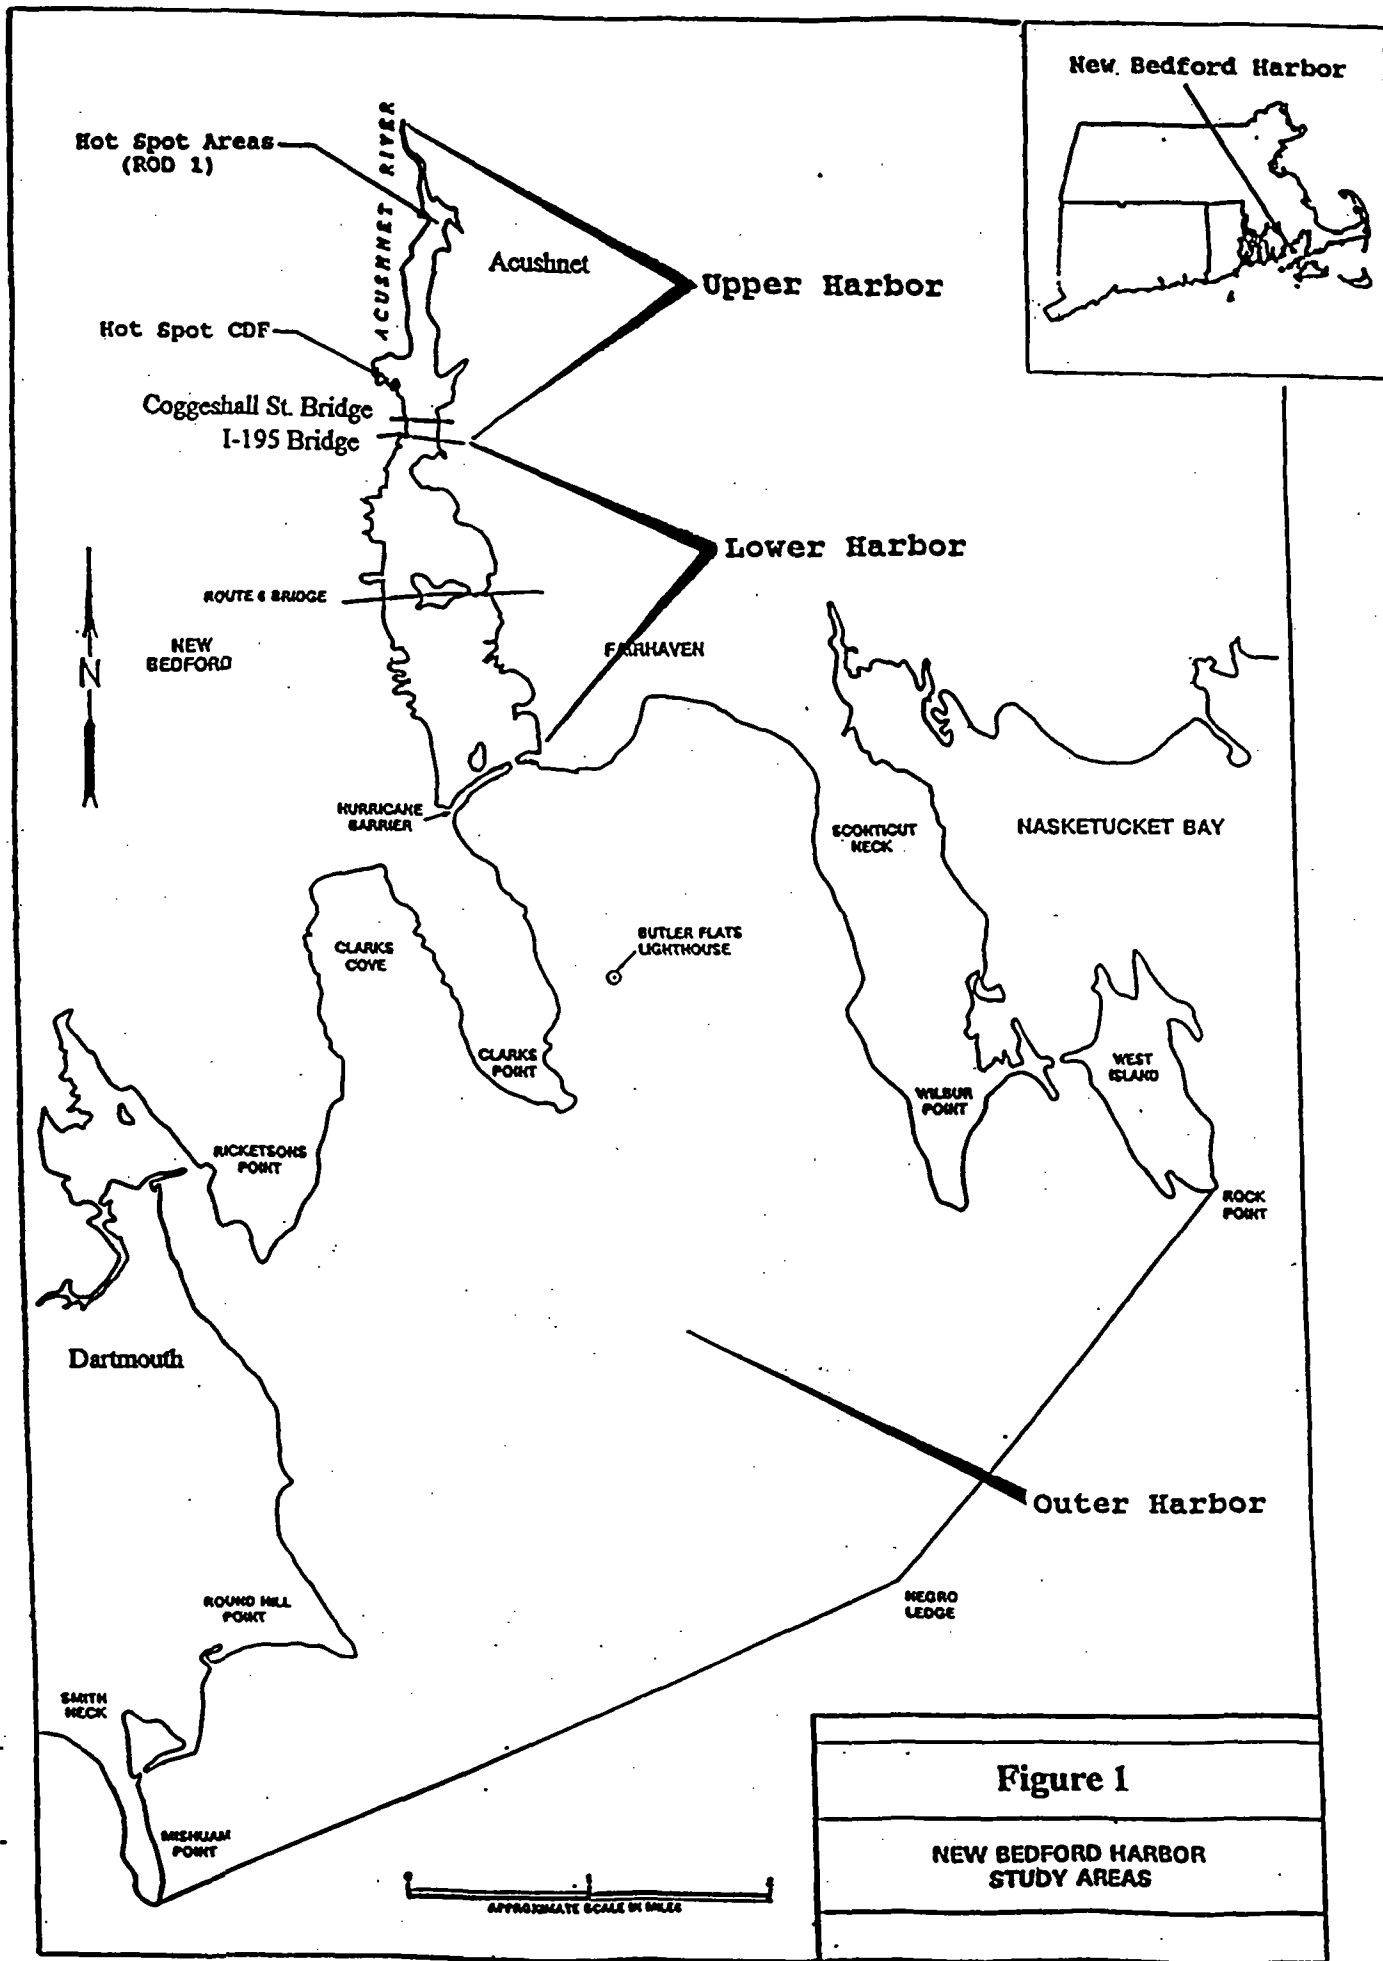 New Bedford Harbor
Hot Spot Areas
(ROD 1)
ACUSHNET RIVER
Acushnet
Upper Harbor
Hot Spot CDF
Coggeshall St. Bridge
I-195 Bridge
Lower Harbor
ROUTE 6 BRIDGE
N
NEW
BEDFORD
FAIRHAVEN
HURRICANE
BARRIER
SCONTICUT
NECK
NASKETUCKET BAY
CLARKS
COVE
BUTLER FLATS
LIGHTHOUSE
CLARKS
POINT
WEST
ISLAND
WILBUR
POINT
RICKETSONS
POINT
ROCK
POINT
Dartmouth
Outer Harbor
ROUND HILL
POINT
NEGRO
LEDGE
SMITH
NECK
MISHUAM
POINT
APPROXIMATE SCALE IN MILES
Figure 1
NEW BEDFORD HARBOR
STUDY AREAS